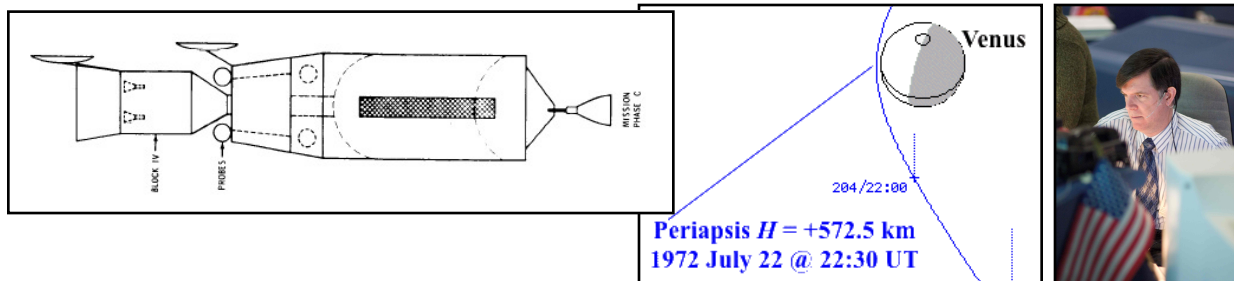 BLOCK IV
PROBES
MISSION
PHASE C
Venus
204/22:00
Periapsis H = +572.5 km
1972 July 22 @ 22:30 UT